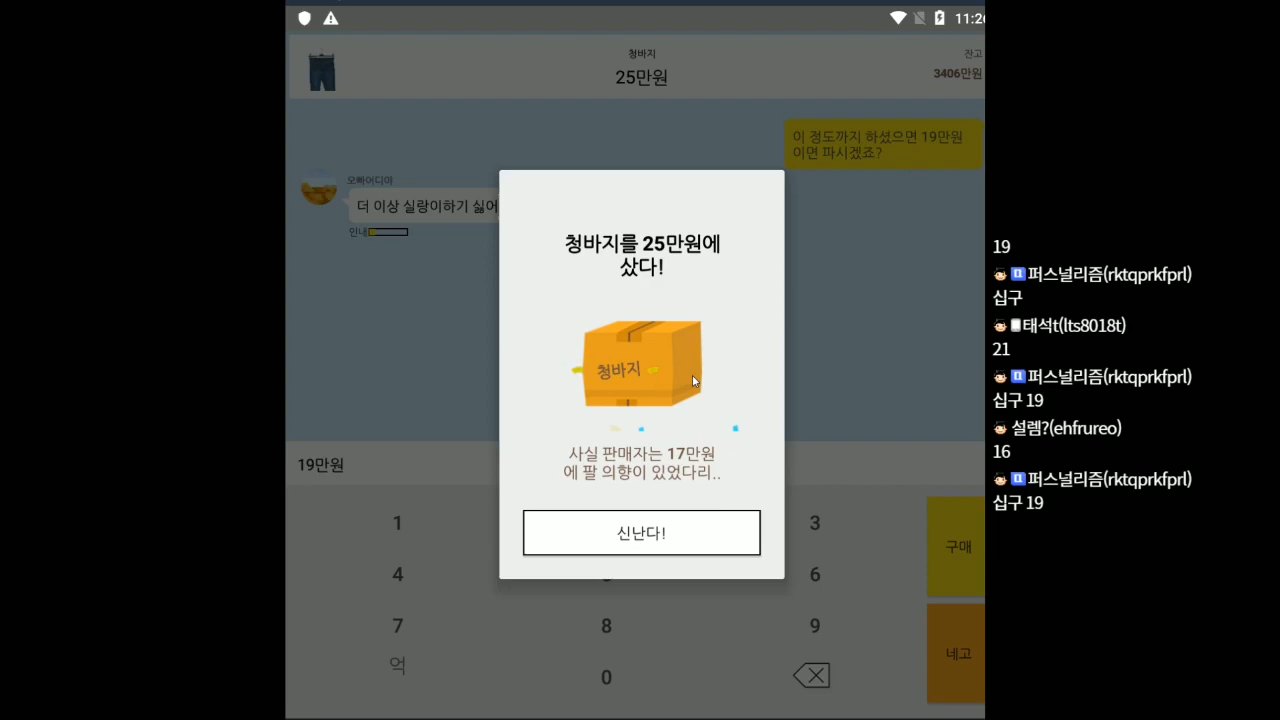 11:26
청바지
25만원
잔고
3406만원
이 정도까지 하셨으면 19만원
이면 파시겠죠?
오빠어디야
더 이상 실랑이하기 싫어
인내
청바지를 25만원에
샀다!
청바지
사실 판매자는 17만원
에 팔 의향이 있었다리..
신난다!
19만원
1
3
4
6
7
8
9
억
0
구매
네고
19
퍼스널리즘(rktqprkfprl)
십구
태석t(lts8018t)
21
퍼스널리즘(rktqprkfprl)
십구 19
설렘?(ehfrureo)
16
퍼스널리즘(rktqprkfprl)
십구 19